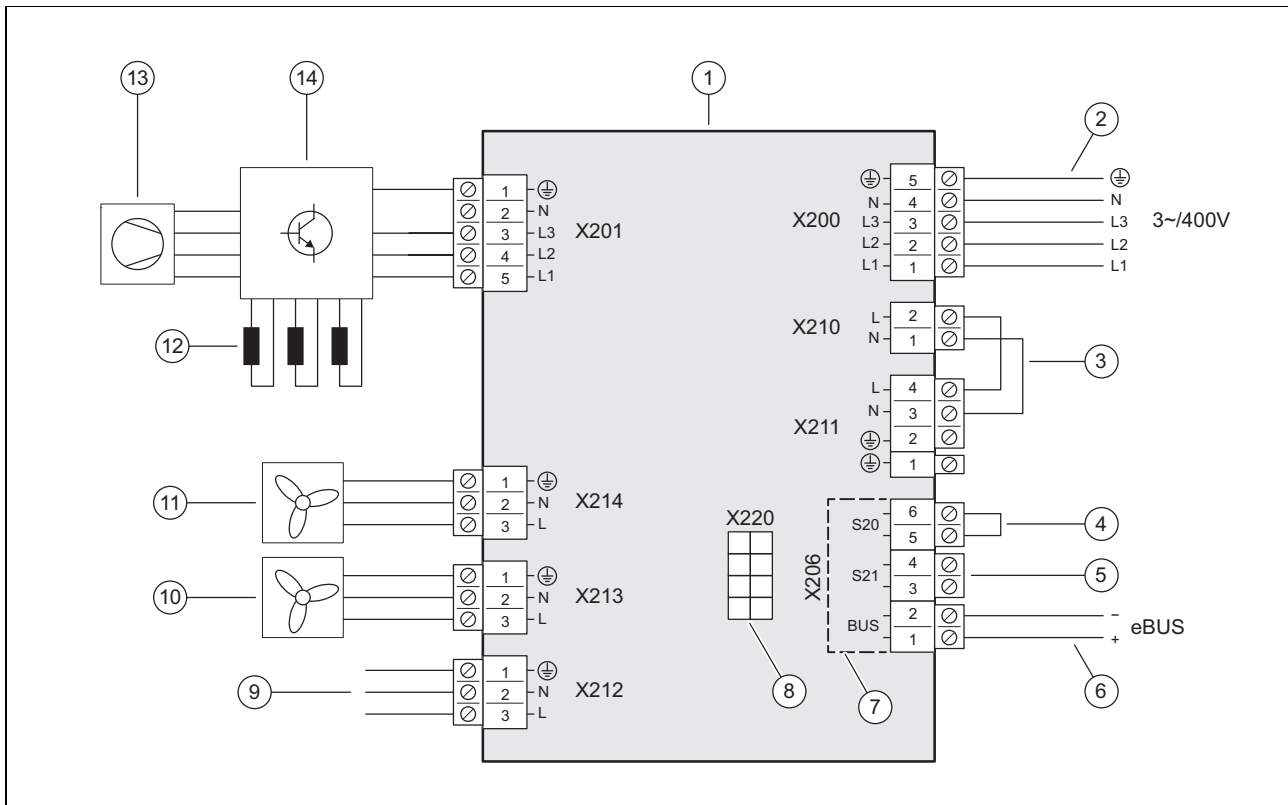 13
14
1
2
1
2 N
3 L3
4 L2
5 L1
X201
X200
5
N 4
L3 3
L2 2
L1 1
N
L3
L2
L1
3~/400V
12
X210
L 2
N 1
3
X211
L 4
N 3
2
1
11
1
2 N
3 L
X214
10
1
2 N
3 L
X213
9
1
2 N
3 L
X212
X220
8
X206
S20
6
5
4
S21
4
3
5
BUS
2
1
−
+
eBUS
7
6